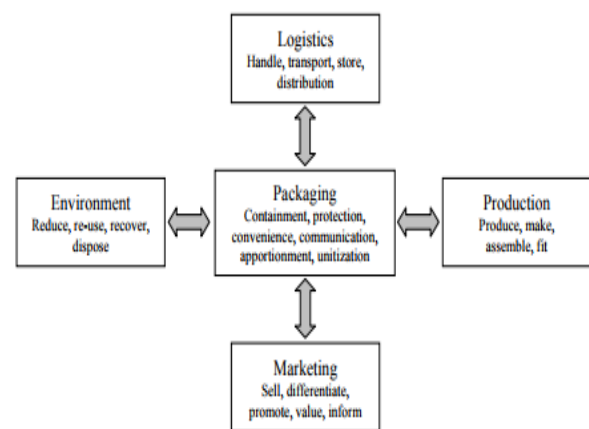 Logistics
Handle, transport, store,
distribution
Environment
Reduce, re-use, recover,
dispose
Packaging
Containment, protection,
convenience, communication,
apportionment, unitization
Production
Produce, make,
assemble, fit
Marketing
Sell, differentiate,
promote, value, inform